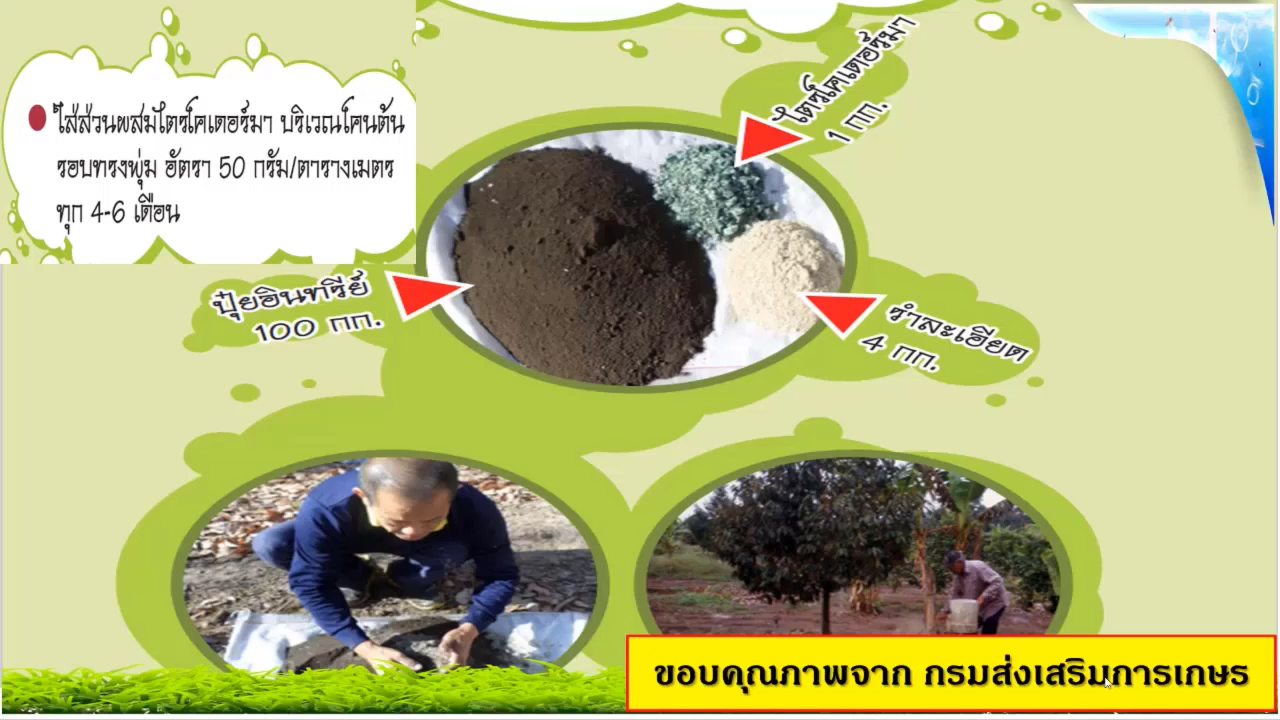 ใส่ส่วนผสมไตรโคเดอร์มา บริเวณโคนต้น
รอบทรงพุ่ม อัตรา 50 กรัม/ตารางเมตร
ทุก 4-6 เดือน
ไตรโคเดอร์มา
1 กก.
ปุ๋ยอินทรีย์
100 กก.
รำละเอียด
4 กก.
ขอบคุณภาพจาก กรมส่งเสริมการเกษร